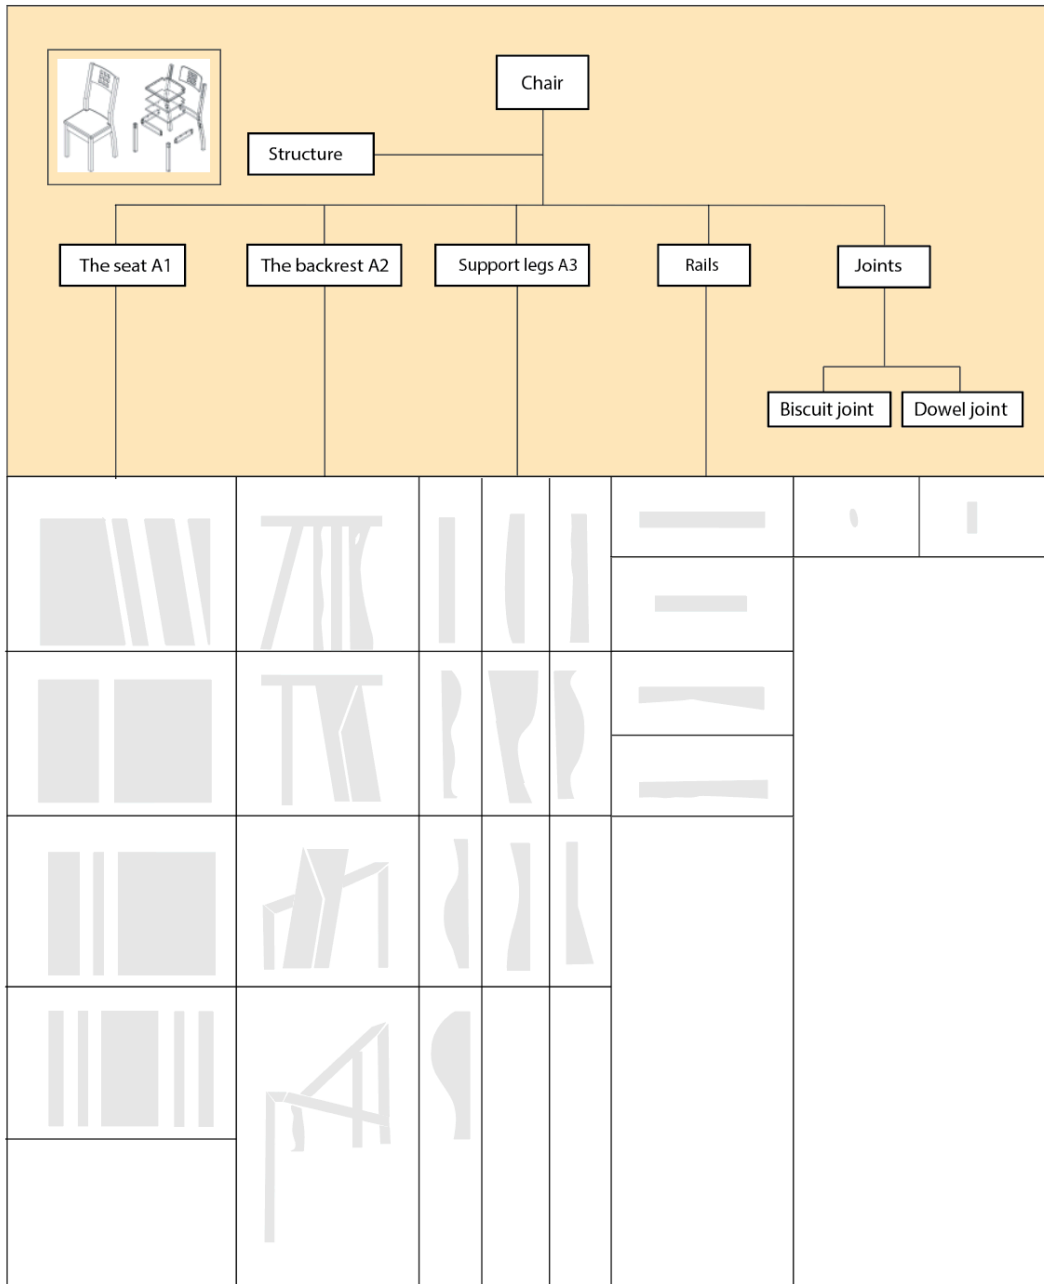 Chair
Structure
The seat A1
The backrest A2
Support legs A3
Rails
Joints
Biscuit joint
Dowel joint